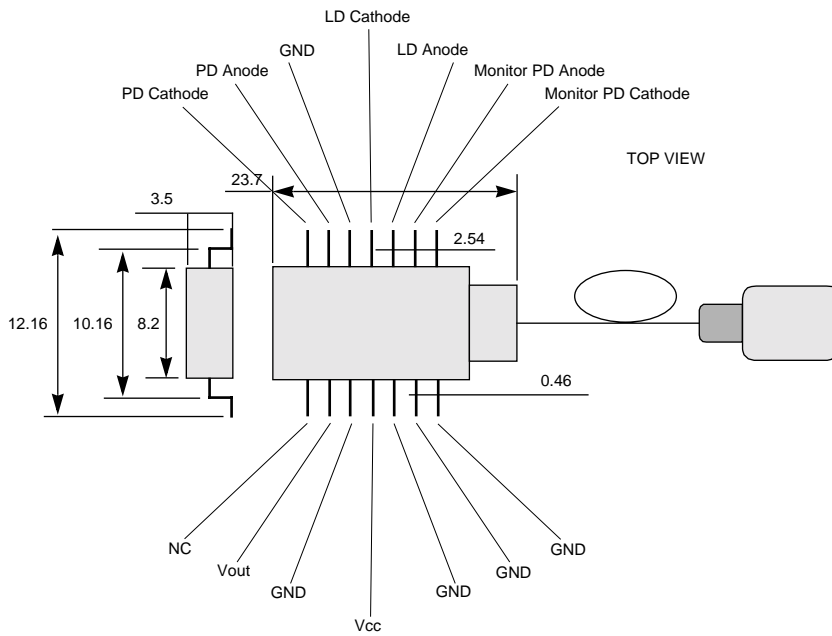 LD Cathode
GND
LD Anode
PD Anode
Monitor PD Anode
PD Cathode
Monitor PD Cathode
TOP VIEW
23.7
3.5
2.54
12.16
10.16
8.2
0.46
NC
GND
Vout
GND
GND
GND
Vcc